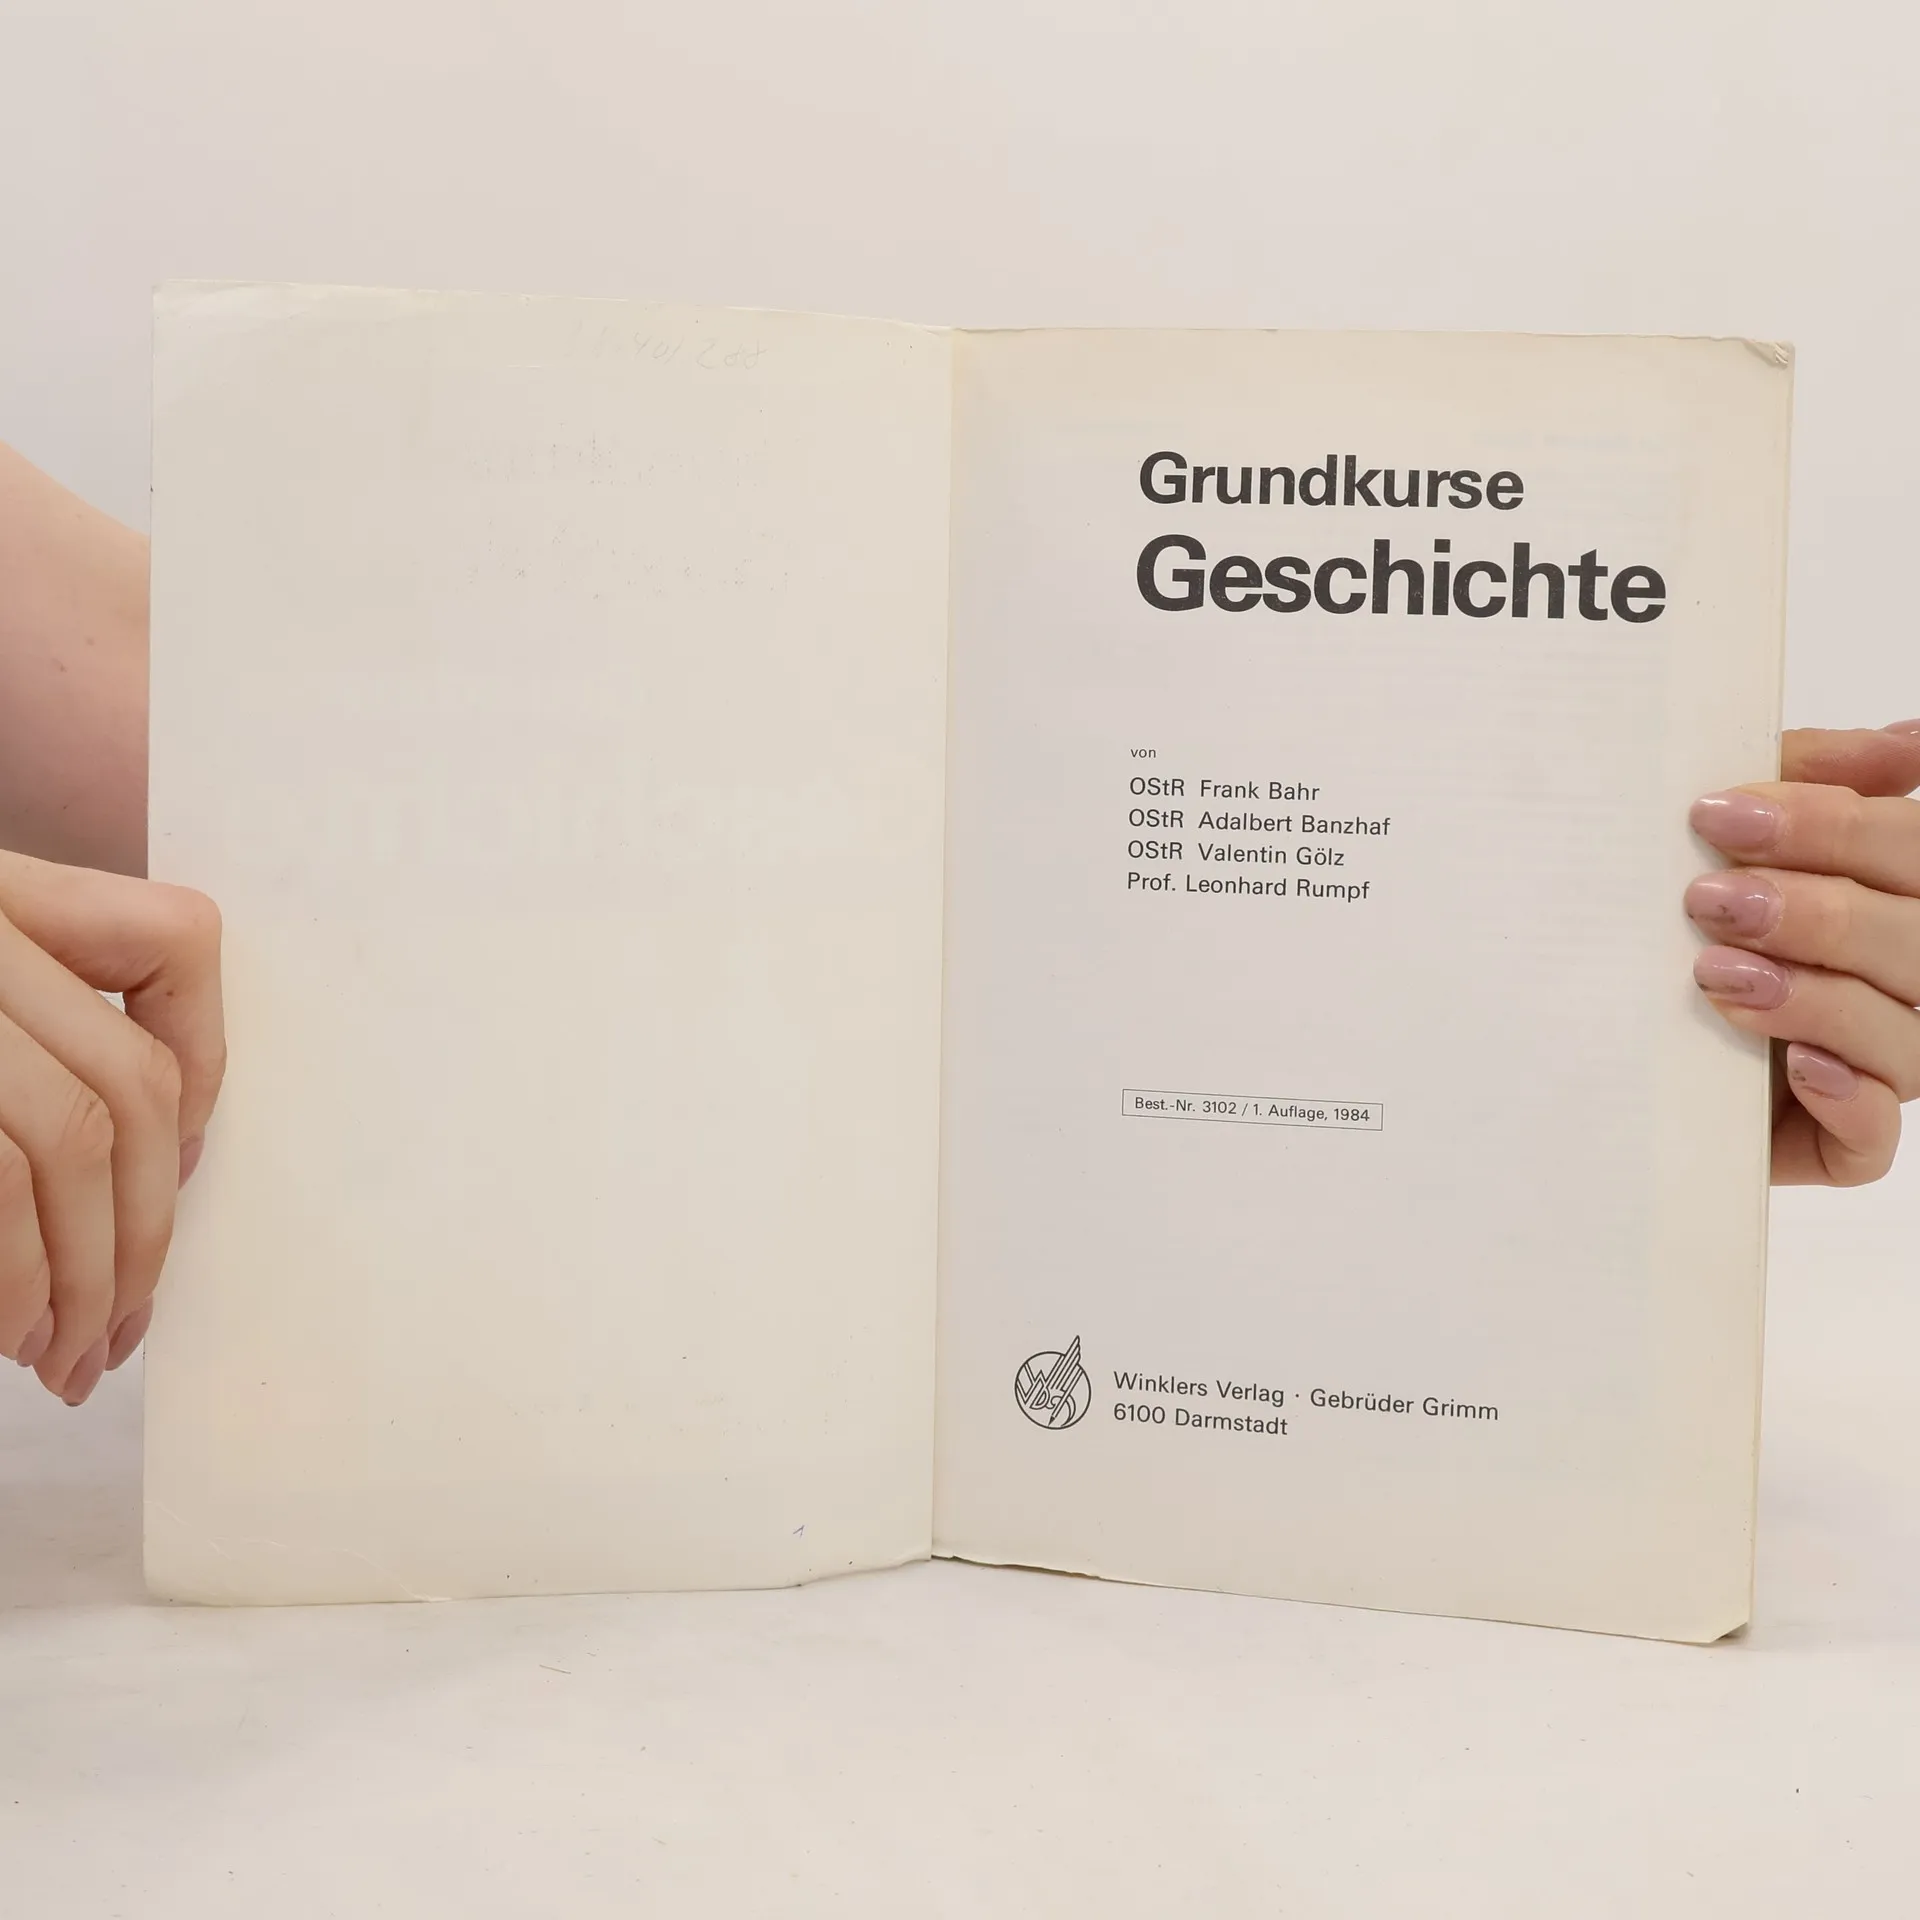 Grundkurse
Geschichte
von
OStR Frank Bahr
OStR Adalbert Banzhaf
OStR Valentin Gölz
Prof. Leonhard Rumpf
Best.-Nr. 3102 / 1. Auflage, 1984
Winklers Verlag · Gebrüder Grimm
6100 Darmstadt